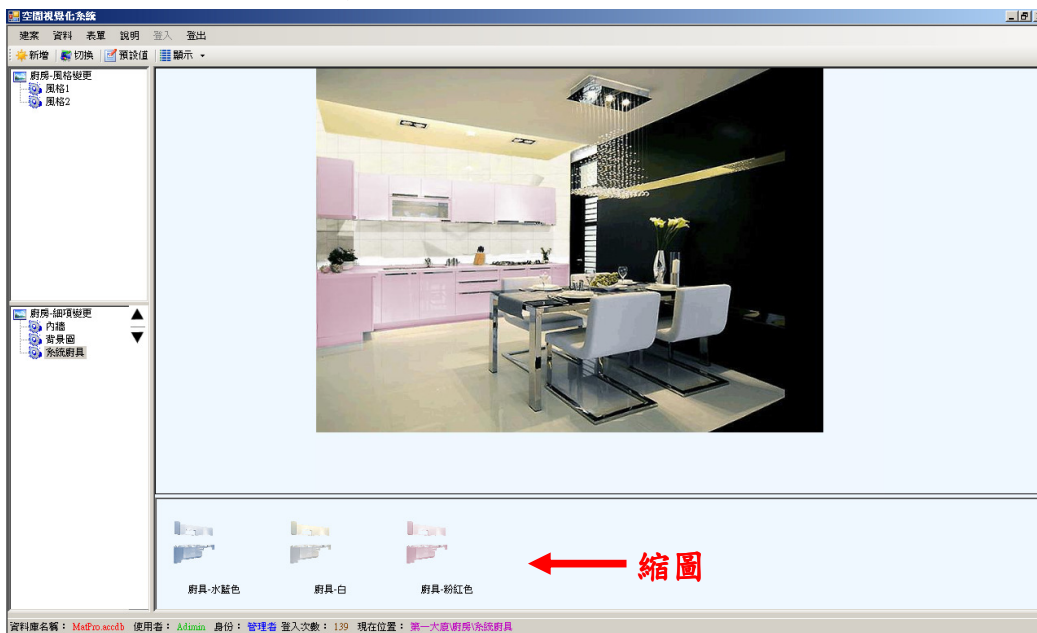 空間視覺化系統
建案 資料 表單 說明 登入 登出
新增 切換 預設值 顯示
廚房-風格變更
風格1
風格2
廚房-細項變更
內牆
背景圖
系統廚具
廚具-水藍色 廚具-白 廚具-粉紅色
縮圖
資料庫名稱： MatPro.accdb 使用者： Adimin 身份： 管理者 登入次數： 139 現在位置： 第一大廈\廚房\系統廚具